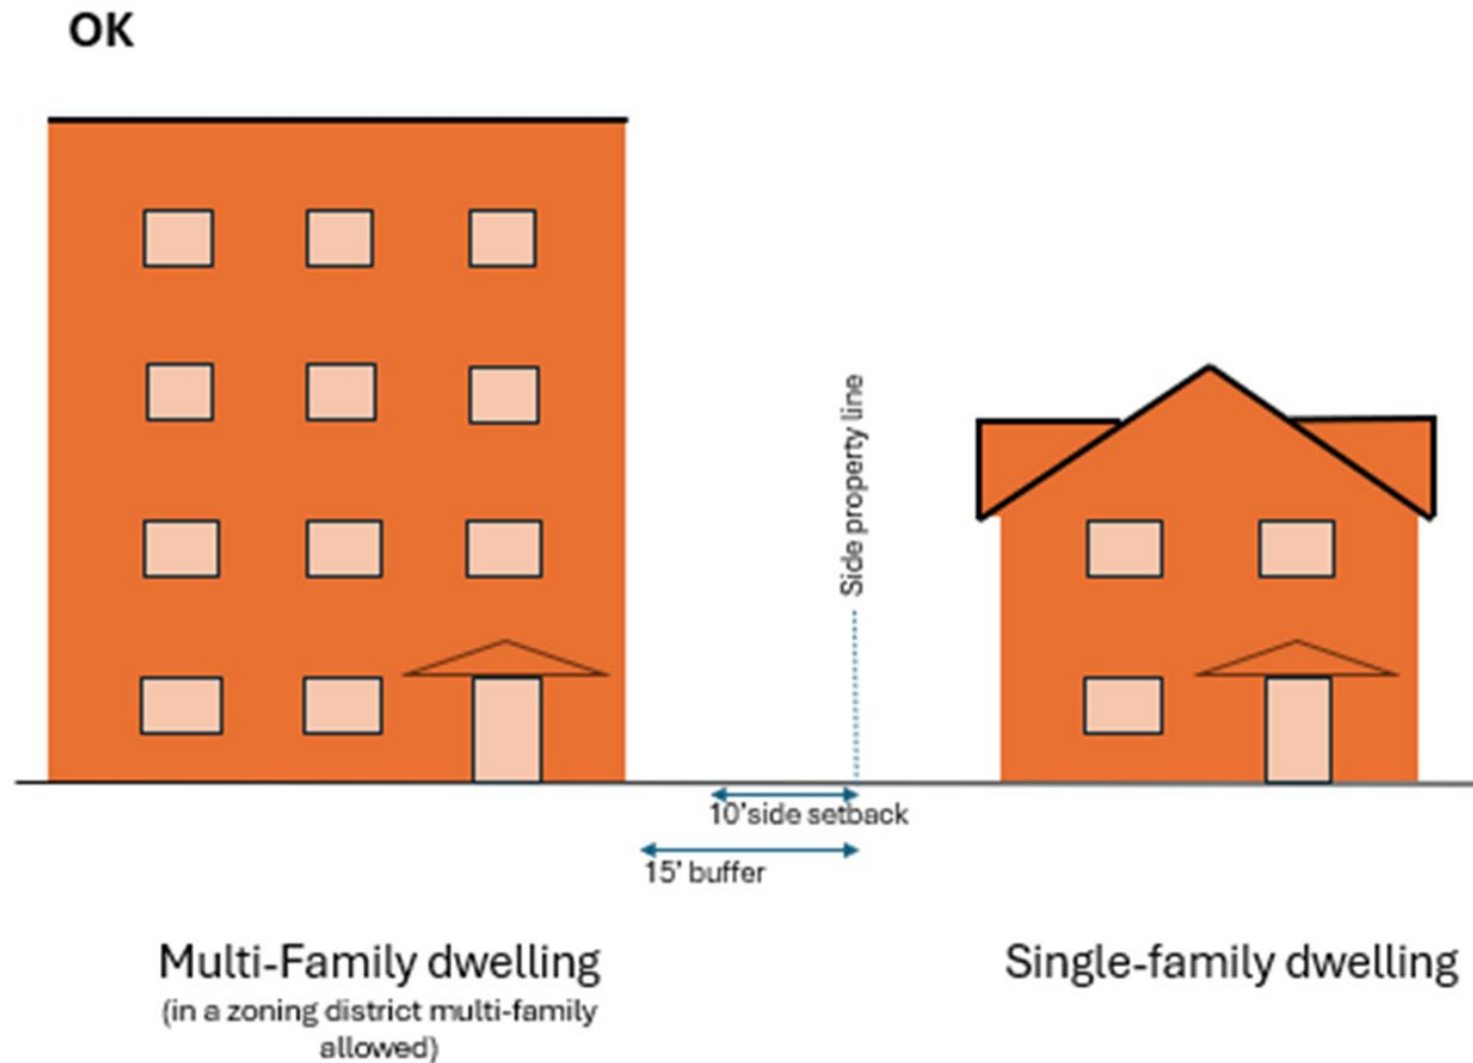 OK
Side property line
10'side setback
15' buffer
Multi-Family dwelling
(in a zoning district multi-family
allowed)
Single-family dwelling